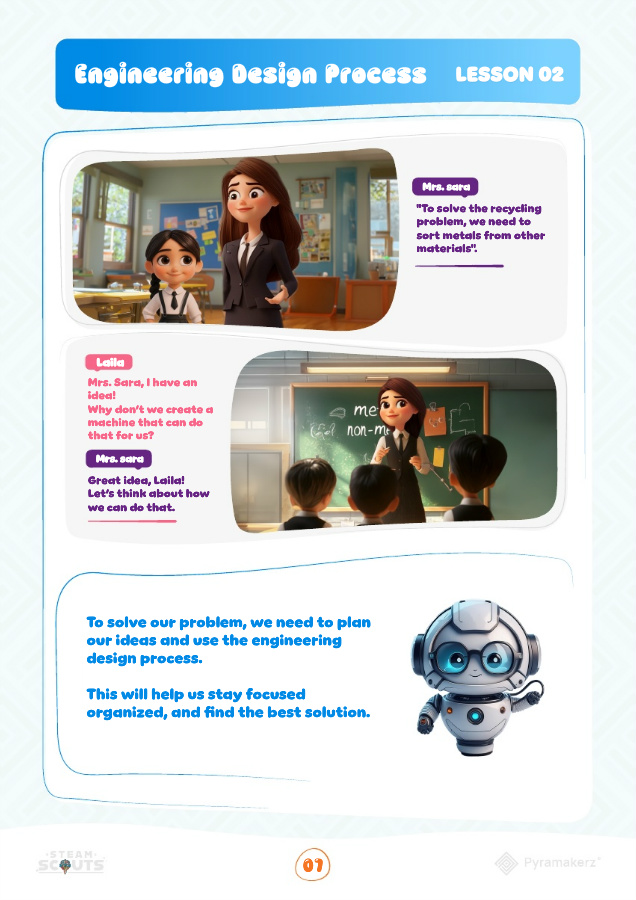 Engineering Design Process
LESSON 02
Mrs. sara
"To solve the recycling
problem, we need to
sort metals from other
materials".
Laila
Mrs. Sara, I have an
idea!
Why don't we create a
machine that can do
that for us?
Mrs. sara
Great idea, Laila!
Let's think about how
we can do that.
me
non-me
To solve our problem, we need to plan
our ideas and use the engineering
design process.
This will help us stay focused
organized, and find the best solution.
STEAM
SCOUTS
07
Pyramakerz